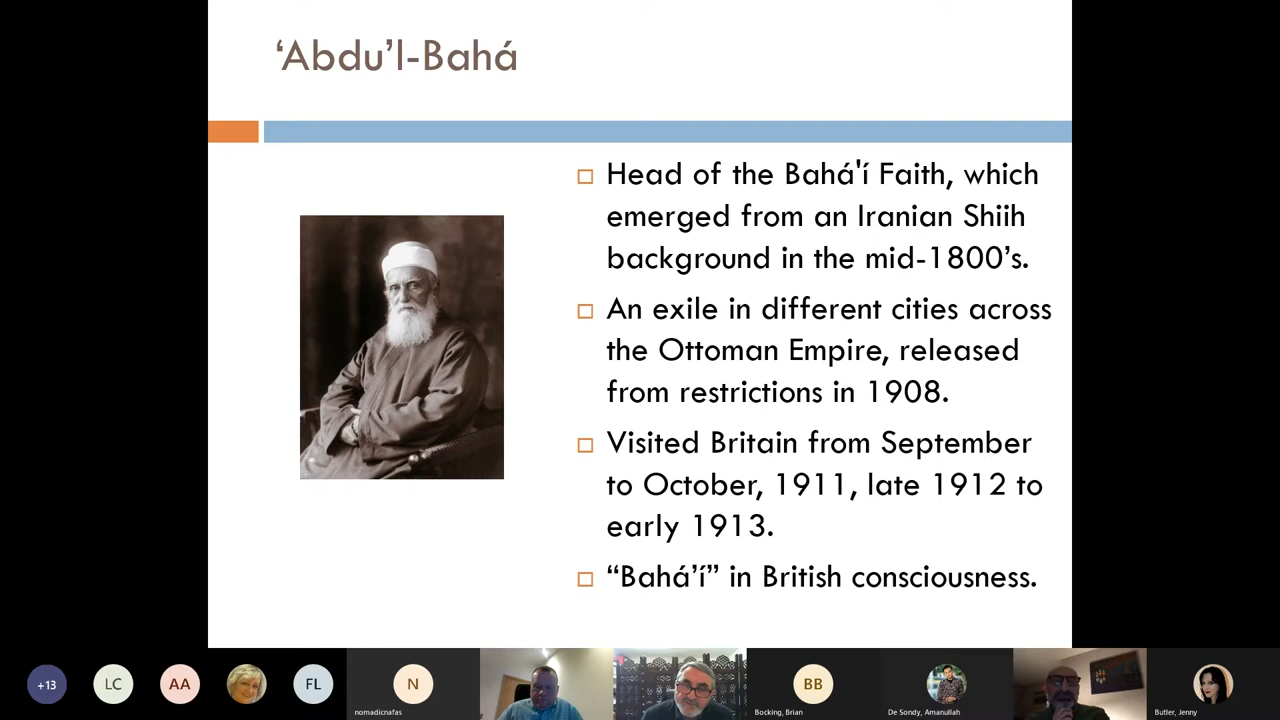 ‘Abdu’l-Bahá
Head of the Bahá'í Faith, which
emerged from an Iranian Shiih
background in the mid-1800’s.
An exile in different cities across
the Ottoman Empire, released
from restrictions in 1908.
Visited Britain from September
to October, 1911, late 1912 to
early 1913.
“Bahá’í” in British consciousness.
+13
LC
AA
FL
N
nomadicnafas
BB
Bocking, Brian
De Sondy, Amanullah
Butler, Jenny